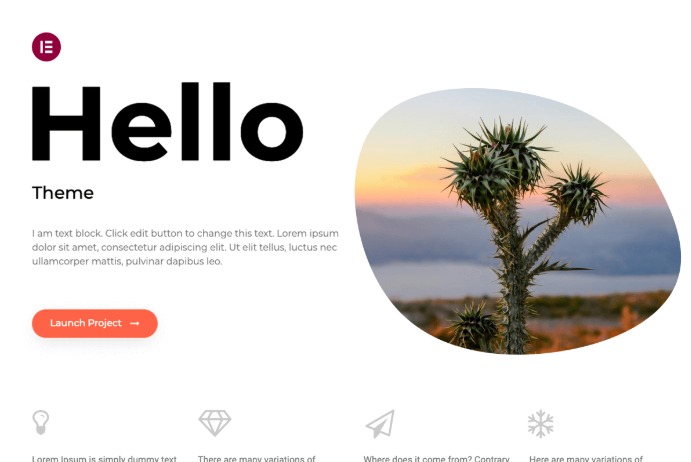 Hello
Theme
I am text block. Click edit button to change this text. Lorem ipsum
dolor sit amet, consectetur adipiscing elit. Ut elit tellus, luctus nec
ullamcorper mattis, pulvinar dapibus leo.
Launch Project →
Lorem Ipsum is simply dummy text
There are many variations of
Where does it come from? Contrary
Here are many variations of